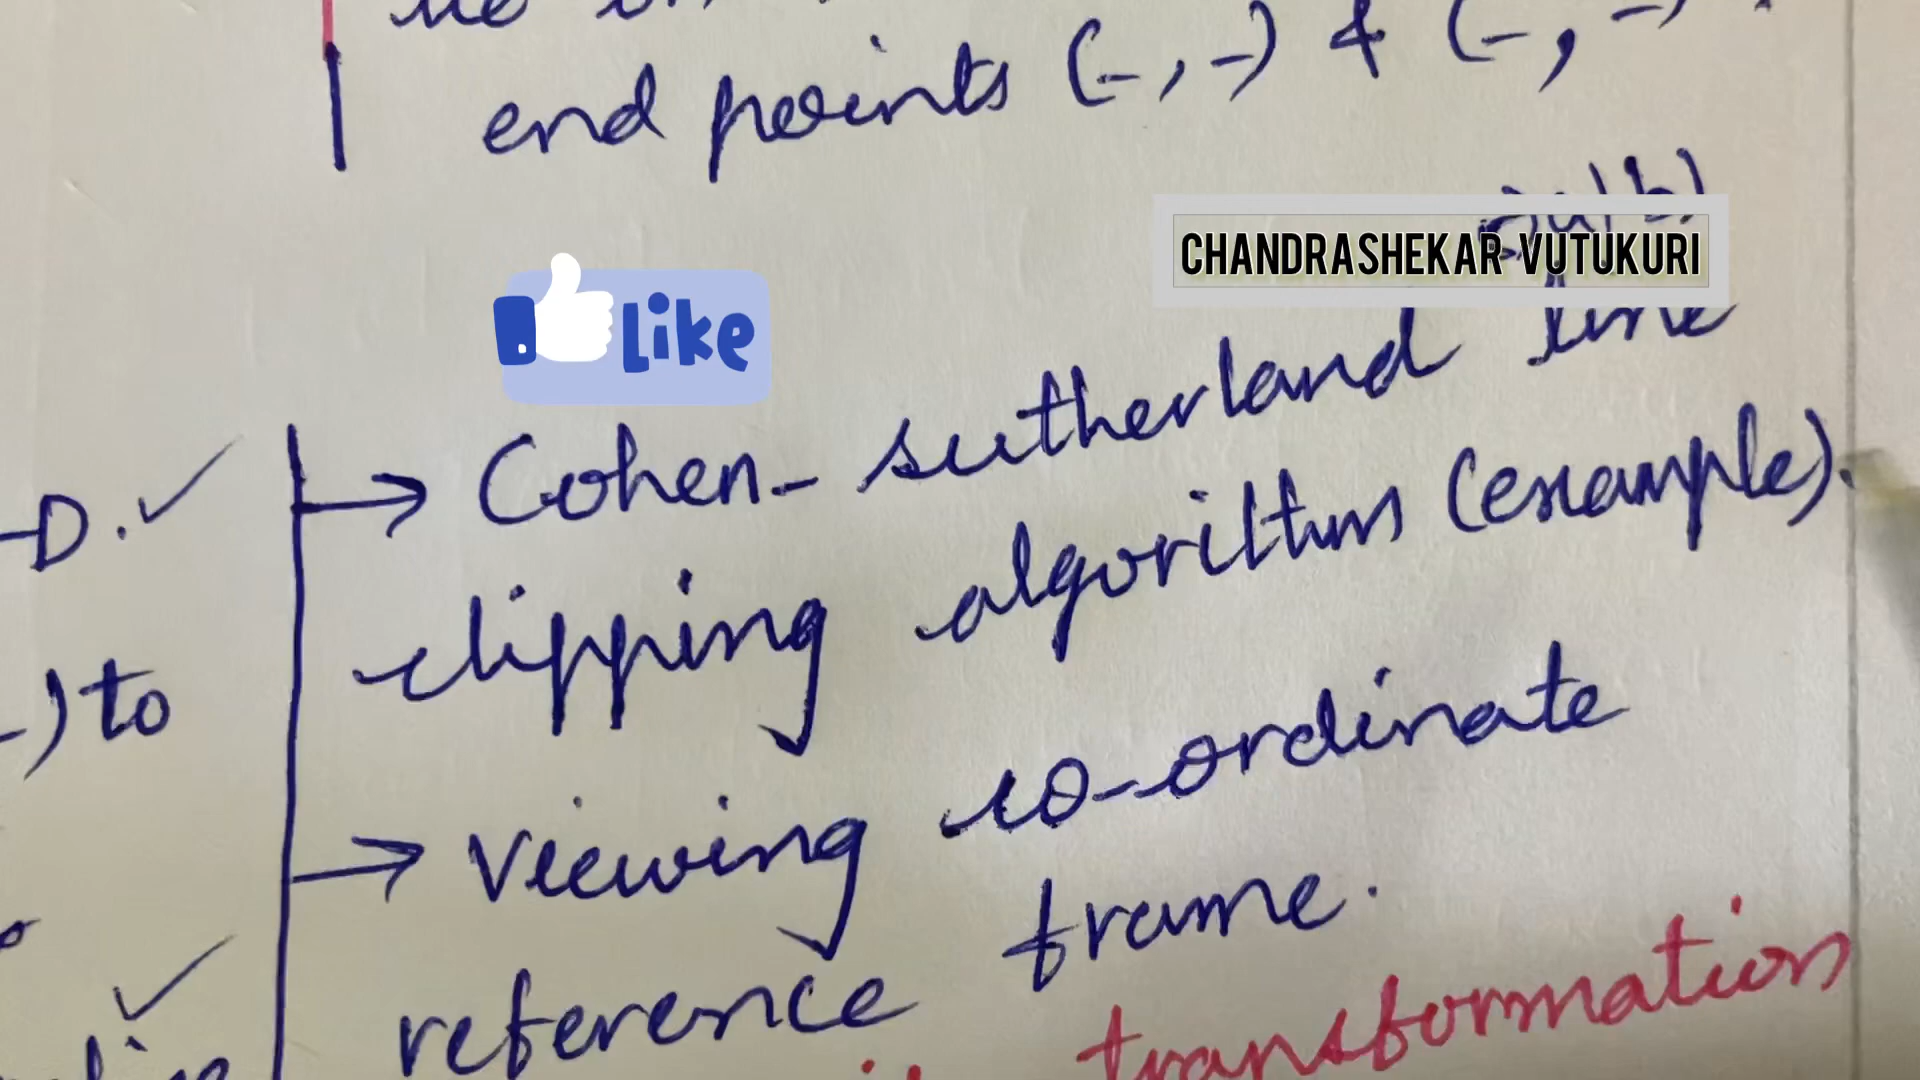 end points (-,-) & (-,-)
CHANDRASHEKAR VUTUKURI
Like
-D.
→ Cohen-sutherland line
clipping algorithm (example).
-) to
→ Viewing co-ordinate
reference frame.
transformation